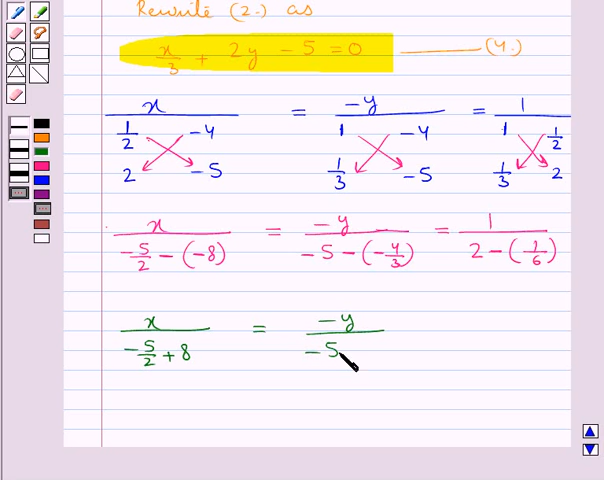 Rewrite (2.) as
x/3 + 2y - 5 = 0 ——— (4.)
x = -y = 1
1/2 -4 1 -4 1 1/2
2 -5 1/3 -5 1/3 2
x/(-5/2 - (-8)) = -y/(-5 - (-4/3)) = 1/(2 - (1/6))
x/(-5/2 + 8) = -y/(-5